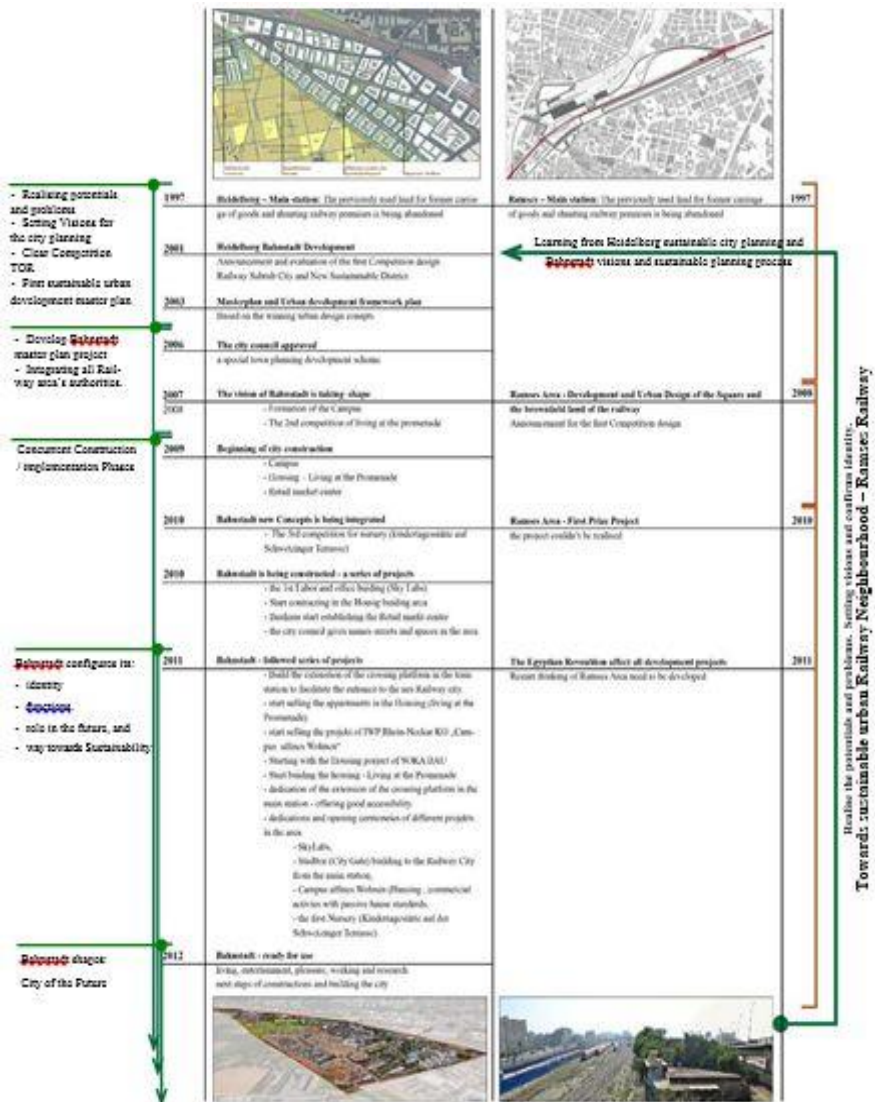 - Realising potentials
and problems
- Setting Visions for
the city planning
- Clear Competition
TOR
- First sustainable urban
development master plan.
- Develop Bahnstadt
master plan project
- Integrating all Rail-
way area's authorities.
Concurrent Construction
/ implementation Phases
Bahnstadt configures its:
- identity
- functions
- role in the future, and
- way towards Sustainability
Bahnstadt shapes
City of the Future
1997
Heidelberg – Main station: The previously used land for former carria-
ge of goods and shunting railway premises is being abandoned
2001
Heidelberg Bahnstadt Development
Announcement and evaluation of the first Competition design
Railway Suburb City and New Sustainable District
2003
Masterplan and Urban development framework plan
Based on the winning urban design concepts
2006
The city council approved
a special town planning development scheme
2007
The vision of Bahnstadt is taking shape
2008
- Formation of the Campus
- The 2nd competition of living at the promenade
2009
Beginning of city construction
- Campus
- Housing - Living at the Promenade
- Retail market center
2010
Bahnstadt new Concepts is being integrated
- The 3rd competition for nursery (kindertagesstätte auf
Schwetzinger Terrasse)
2010
Bahnstadt is being constructed - a series of projects
- the 1st Labor and office building (Sky Labs)
- Start contracting in the Housing building area
- start establishing the Retail markt center
- the city council gives names streets and spaces in the area
2011
Bahnstadt - followed series of projects
- Build the extension of the crossing platform in the train
station to facilitate the entrance to the new Railway city.
- start selling the appartments in the Housing (living at the
Promenade)
- start selling the projekt of IWP Rhein-Neckar KG „Cam-
pus affines Wohnen"
- Starting with the Housing project of SOKA BAU
- Start building the housing - Living at the Promenade
- dedication of the extension of the crossing platform in the
main station - offering good accessibility
- dedications and opening ceremonies of different projekts
in the area
- SkyLabs,
- (City Gate) building to the Railway City
from the main station,
- Campus affines Wohnen (Housing, commercial
activies with passive house standards,
- the first Nursery (Kindertagesstätte auf der
Schwetzinger Terrasse).
2012
Bahnstadt - ready for use
living, entertainment, pleasure, working and research
next steps of constructions and building the city
Ramses – Main station: The previously used land for former carriage
of goods and shunting railway premises is being abandoned
1997
Learning from Heidelberg sustainable city planning and
Bahnstadt visions and sustainable planning process
Ramses Area - Development and Urban Design of the Square and
the brownfield land of the railway
Announcement for the first Competition design
2008
Ramses Area - First Prize Project
the project couldn't be realised
2010
The Egyptian Revolution affect all development projects
Restart thinking of Ramses Area need to be developed
2011
Realise the potentials and problems. Setting visions and confirm identity.
Towards sustainable urban Railway Neighbourhood – Ramses Railway